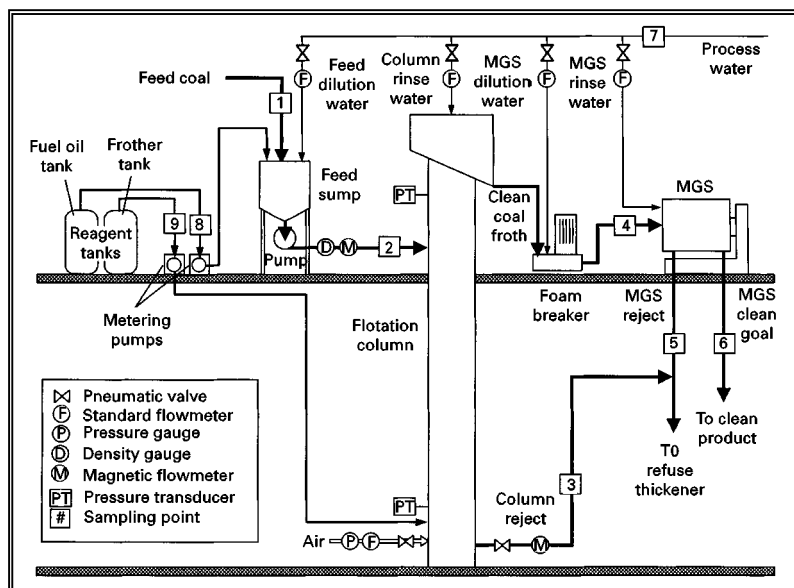 7
Process
water
Feed coal
Feed
dilution
water
Column
rinse
water
MGS
dilution
water
MGS
rinse
water
F
F
F
F
1
Fuel oil
tank
Frother
tank
Feed
sump
MGS
PT
Clean
coal
froth
9
8
4
Reagent
tanks
Pump
D
M
2
Metering
pumps
Flotation
column
Foam
breaker
MGS
reject
MGS
clean
goal
5
6
Pneumatic valve
F Standard flowmeter
P Pressure gauge
D Density gauge
M Magnetic flowmeter
PT Pressure transducer
# Sampling point
To clean
product
T0
refuse
thickener
3
PT
Column
reject
Air
P
F
M